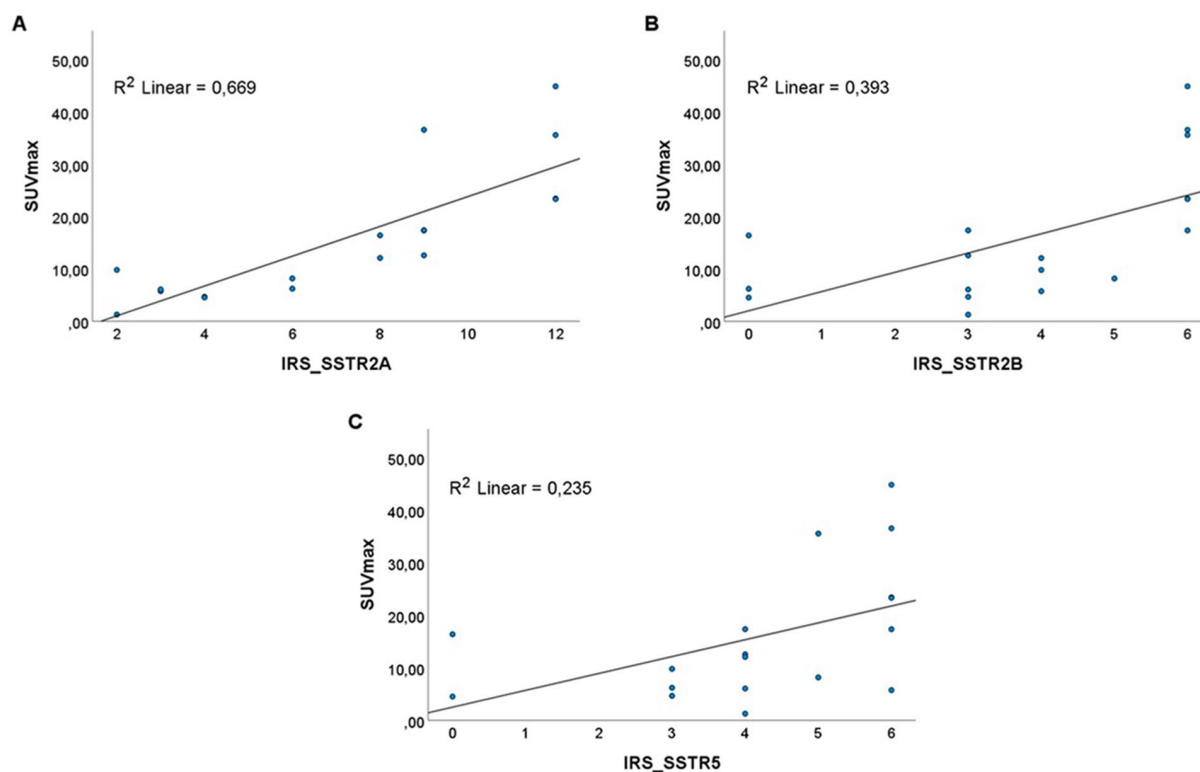 A
50,00
R² Linear = 0,669
40,00
30,00
SUVmax
20,00
10,00
,00
2 4 6 8 10 12
IRS_SSTR2A
B
50,00
R² Linear = 0,393
40,00
30,00
SUVmax
20,00
10,00
,00
0 1 2 3 4 5 6
IRS_SSTR2B
C
50,00
R² Linear = 0,235
40,00
30,00
SUVmax
20,00
10,00
,00
0 1 2 3 4 5 6
IRS_SSTR5